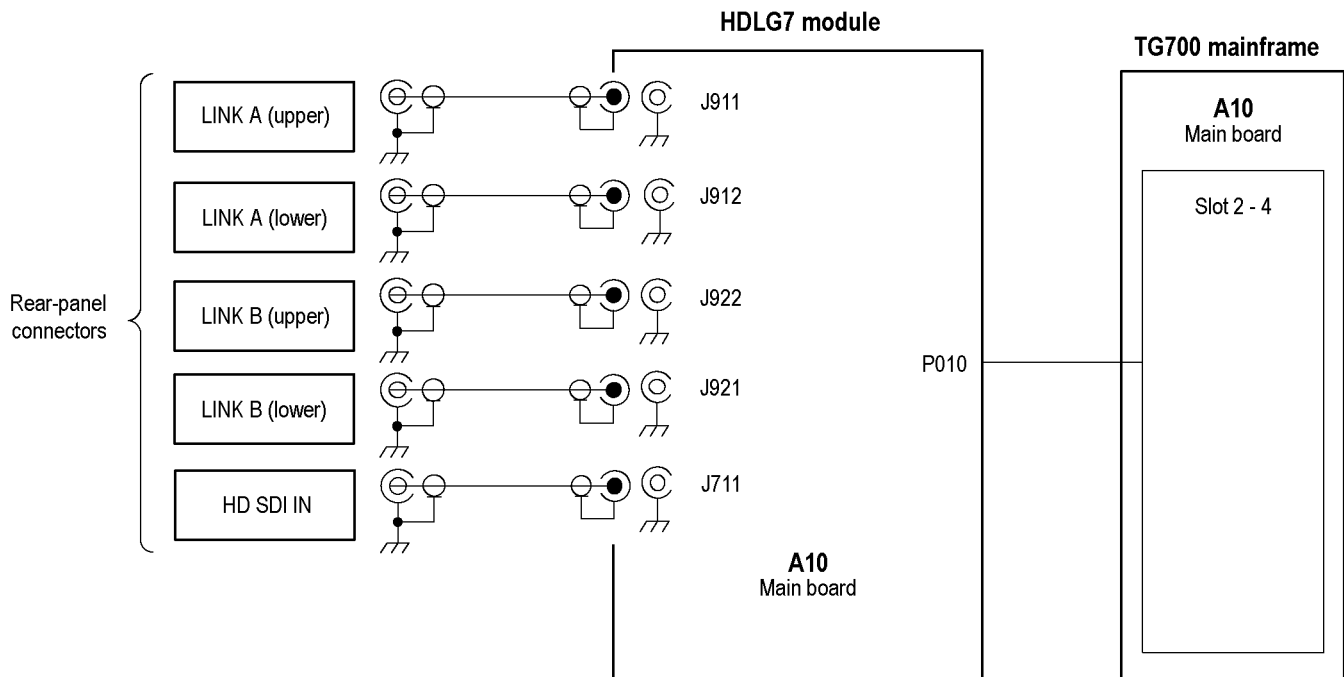 HDLG7 module
TG700 mainframe
LINK A (upper)
J911
A10
Main board
LINK A (lower)
J912
Slot 2 - 4
Rear-panel
connectors
LINK B (upper)
J922
P010
LINK B (lower)
J921
HD SDI IN
J711
A10
Main board